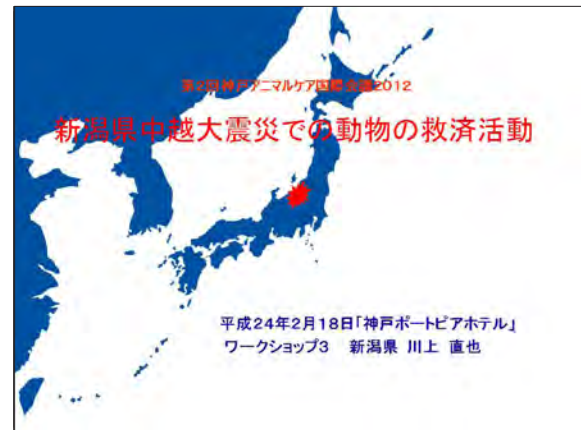 第2回神戸アニマルケア国際会議2012
新潟県中越大震災での動物の救済活動
平成24年2月18日「神戸ポートピアホテル」
ワークショップ3 新潟県 川上 直也